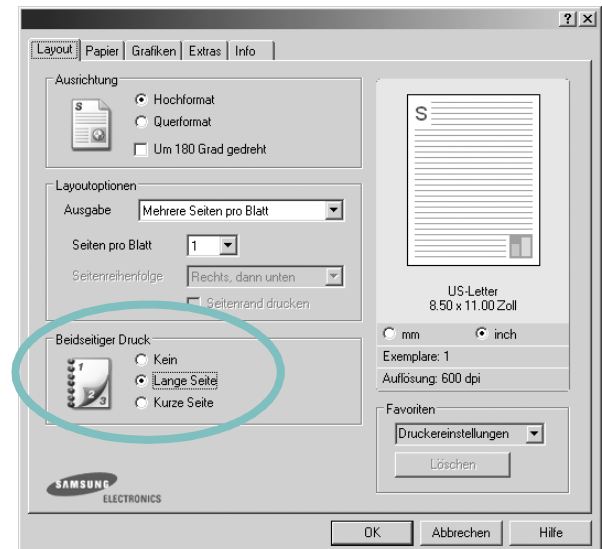 ? X
Layout Papier Grafiken Extras Info
Ausrichtung
S
Hochformat
Querformat
Um 180 Grad gedreht
Layoutoptionen
Ausgabe Mehrere Seiten pro Blatt
Seiten pro Blatt 1
Seitenreihenfolge Rechts, dann unten
Seitenrand drucken
Beidseitiger Druck
1 2 3
Kein
Lange Seite
Kurze Seite
SAMSUNG
ELECTRONICS
S
US-Letter
8.50 x 11.00 Zoll
mm inch
Exemplare: 1
Auflösung: 600 dpi
Favoriten
Druckereinstellungen
Löschen
OK Abbrechen Hilfe